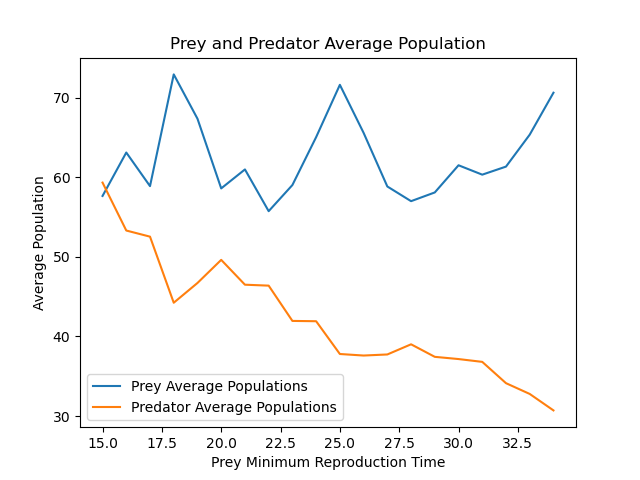 Prey and Predator Average Population
Average Population
70
60
50
40
30
Prey Average Populations
Predator Average Populations
15.0 17.5 20.0 22.5 25.0 27.5 30.0 32.5
Prey Minimum Reproduction Time